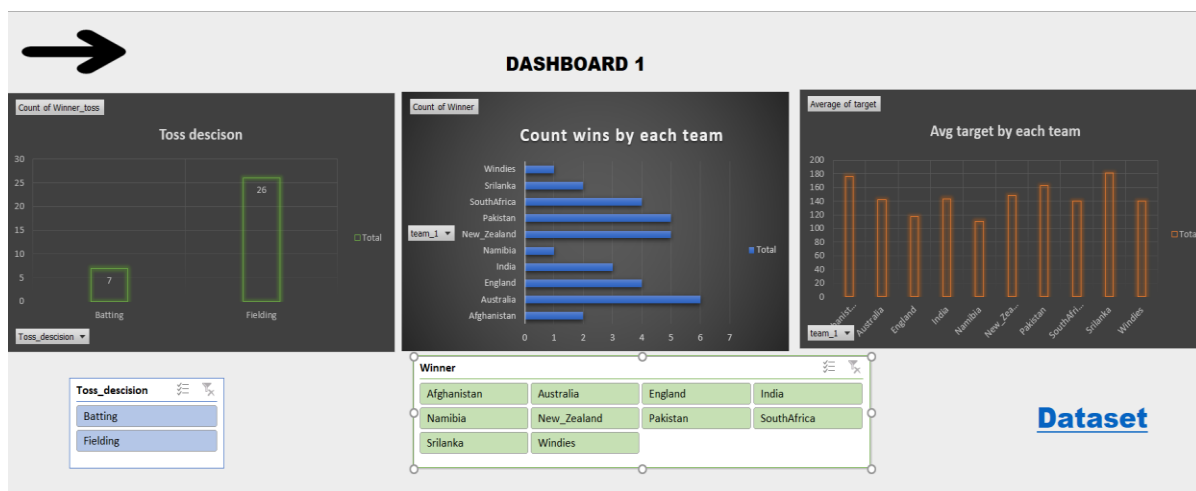 DASHBOARD 1
Count of Winner_toss
Toss descison
30
25
20
15
10
5
0
7
26
Batting
Fielding
Total
Toss_descision
Count of Winner
Count wins by each team
Windies
Srilanka
SouthAfrica
Pakistan
New_Zealand
Namibia
India
England
Australia
Afghanistan
team_1
0 1 2 3 4 5 6 7
Total
Average of target
Avg target by each team
200
180
160
140
120
100
80
60
40
20
0
Australia
England
India
Namibia
New_Zea...
Pakistan
SouthAfri...
Srilanka
Windies
team_1
Total
Toss_descision
Batting
Fielding
Winner
Afghanistan Australia England India
Namibia New_Zealand Pakistan SouthAfrica
Srilanka Windies
Dataset